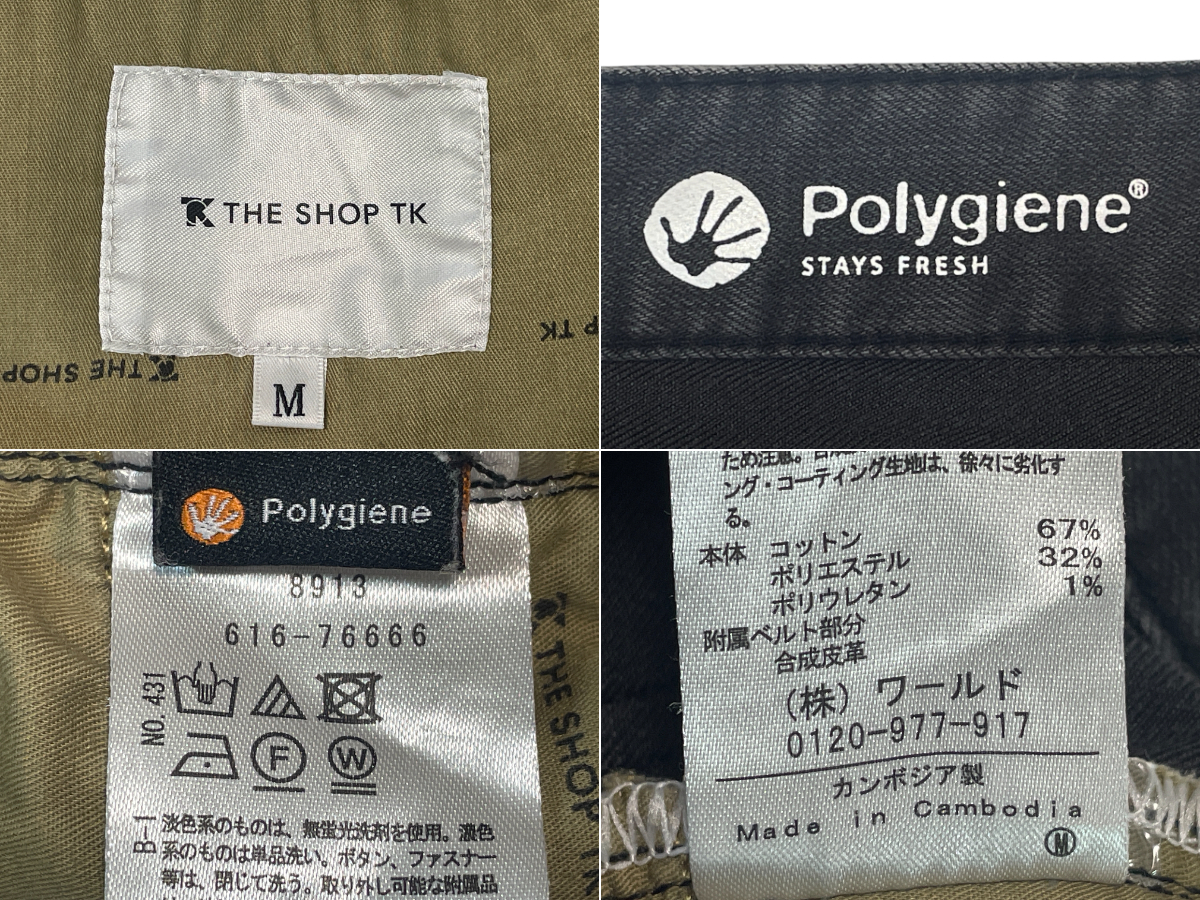 THE SHOP TK
M
THE SHOP
TK
Polygiene®
STAYS FRESH
Polygiene
8913
616-76666
NO. 431
F
W
B-1
淡色系のものは、無蛍光洗剤を使用。濃色
系のものは単品洗い。ボタン、ファスナー
等は、閉じて洗う。取り外し可能な附属品
THE SHOP
ング・コーティング生地は、徐々に劣化す
る。
本体 コットン 67%
ポリエステル 32%
ポリウレタン 1%
附属ベルト部分
合成皮革
(株) ワールド
0120-977-917
カンボジア製
Made in Cambodia
M